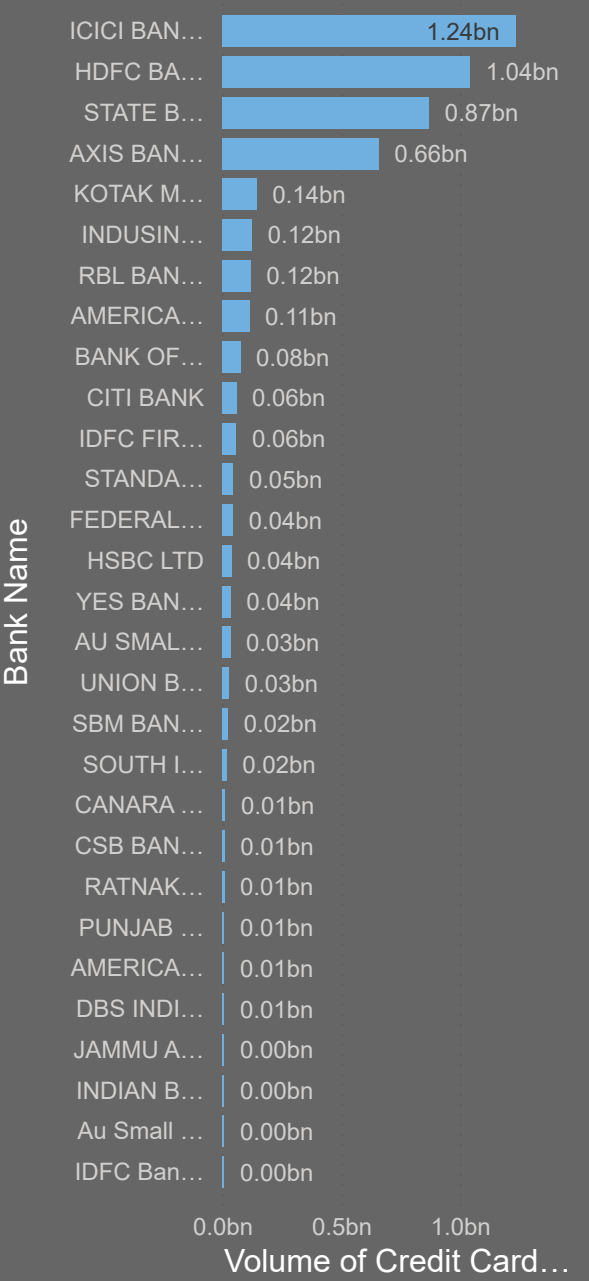 Bank Name
ICICI BAN… 1.24bn
HDFC BA… 1.04bn
STATE B… 0.87bn
AXIS BAN… 0.66bn
KOTAK M… 0.14bn
INDUSIN… 0.12bn
RBL BAN… 0.12bn
AMERICA… 0.11bn
BANK OF… 0.08bn
CITI BANK 0.06bn
IDFC FIR… 0.06bn
STANDA… 0.05bn
FEDERAL… 0.04bn
HSBC LTD 0.04bn
YES BAN… 0.04bn
AU SMAL… 0.03bn
UNION B… 0.03bn
SBM BAN… 0.02bn
SOUTH I… 0.02bn
CANARA … 0.01bn
CSB BAN… 0.01bn
RATNAK… 0.01bn
PUNJAB … 0.01bn
AMERICA… 0.01bn
DBS INDI… 0.01bn
JAMMU A… 0.00bn
INDIAN B… 0.00bn
Au Small … 0.00bn
IDFC Ban… 0.00bn
0.0bn 0.5bn 1.0bn
Volume of Credit Card…